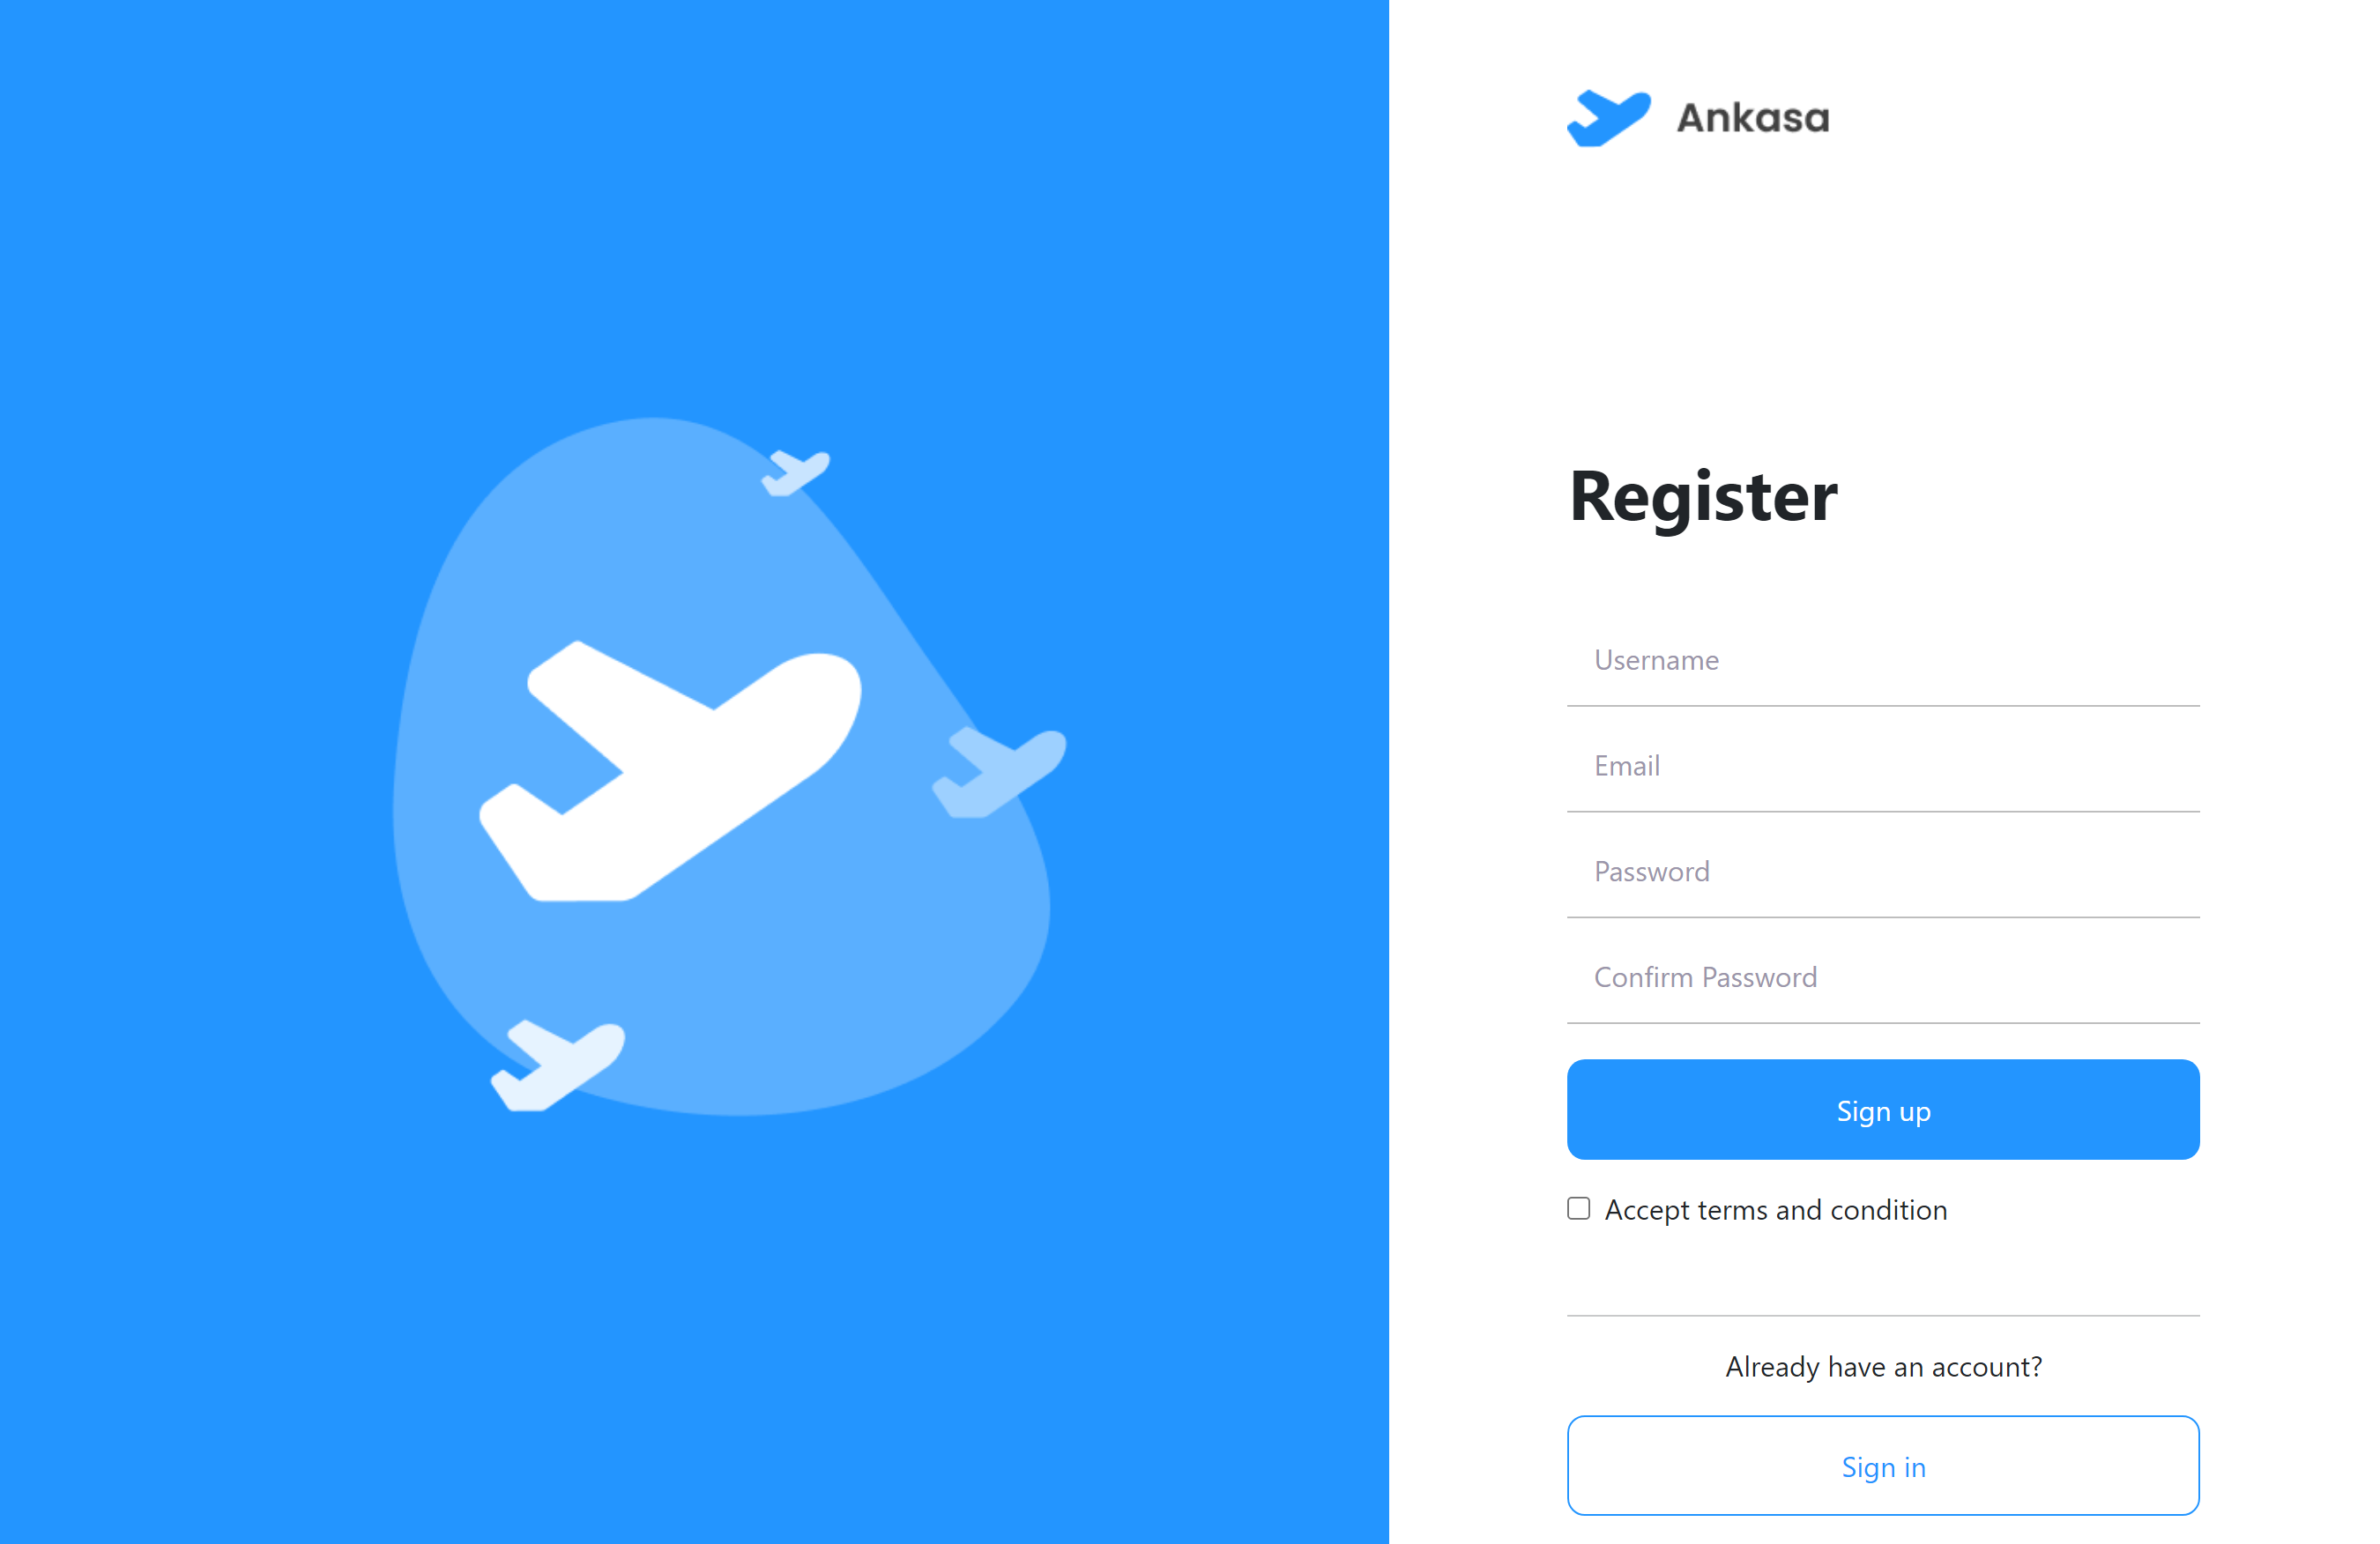 Ankasa
Register
Username
Email
Password
Confirm Password
Sign up
Accept terms and condition
Already have an account?
Sign in